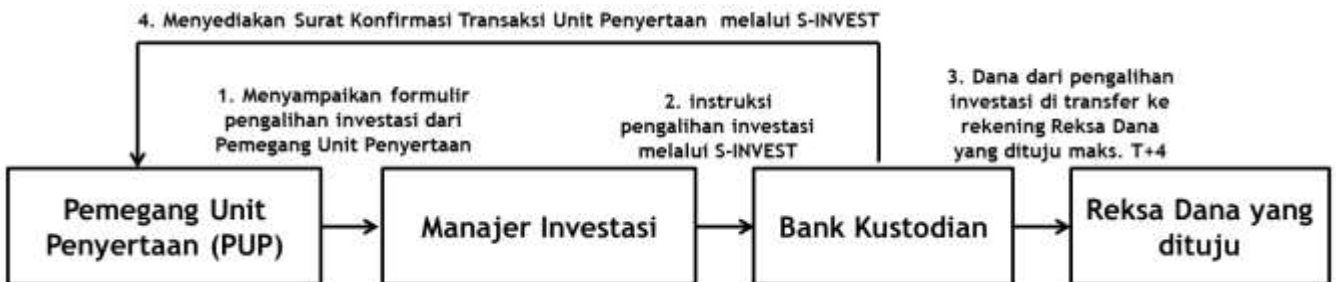 4. Menyediakan Surat Konfirmasi Transaksi Unit Penyertaan melalui S-INVEST
1. Menyampaikan formulir
pengalihan investasi dari
Pemegang Unit Penyertaan
2. instruksi
pengalihan investasi
melalui S-INVEST
3. Dana dari pengalihan
investasi di transfer ke
rekening Reksa Dana
yang dituju maks. T+4
Pemegang Unit
Penyertaan (PUP)
Manajer Investasi
Bank Kustodian
Reksa Dana yang
dituju